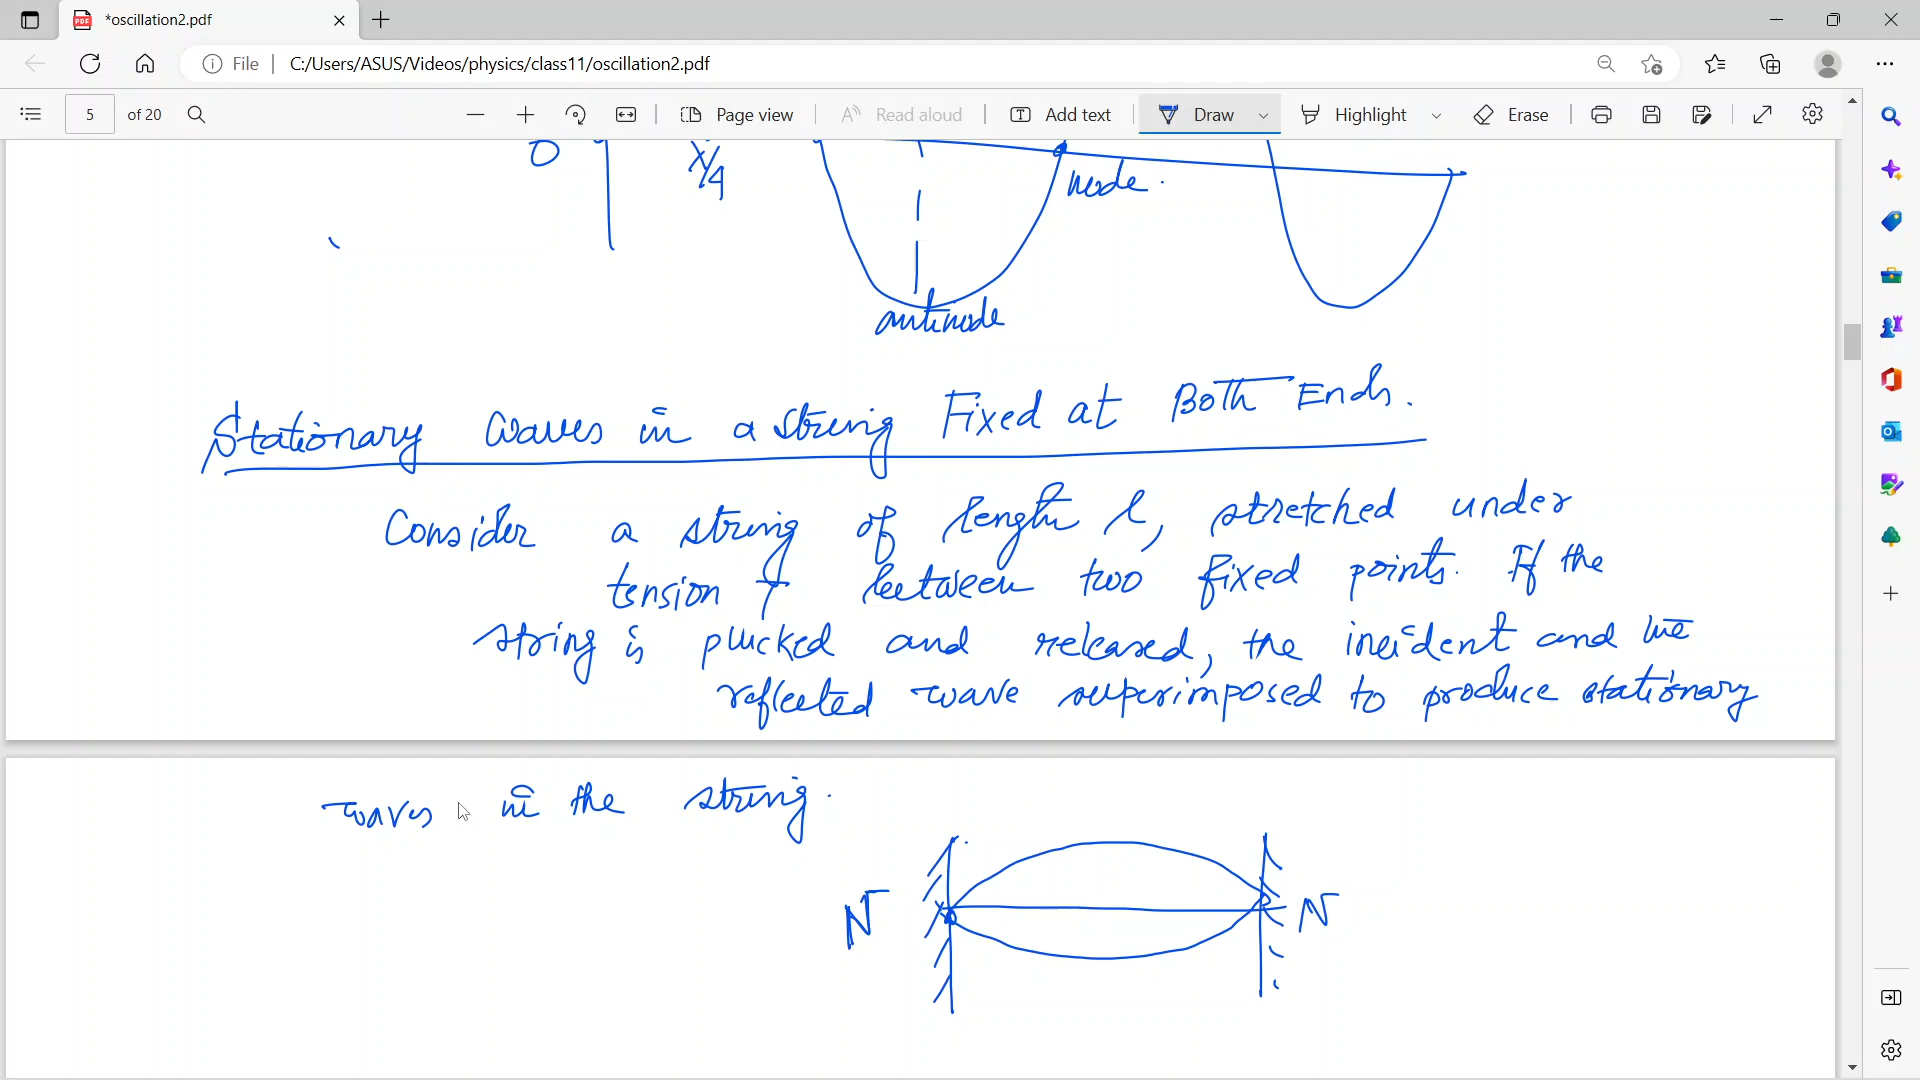 *oscillation2.pdf
File C:/Users/ASUS/Videos/physics/class11/oscillation2.pdf
5 of 20 Page view Read aloud Add text Draw Highlight Erase
0 λ/4 node.
antinode
Stationary waves in a string Fixed at Both Ends.
Consider a string of length l, stretched under
tension T between two fixed points. If the
string is plucked and released, the incident and the
reflected wave superimposed to produce stationary
waves in the string.
N N